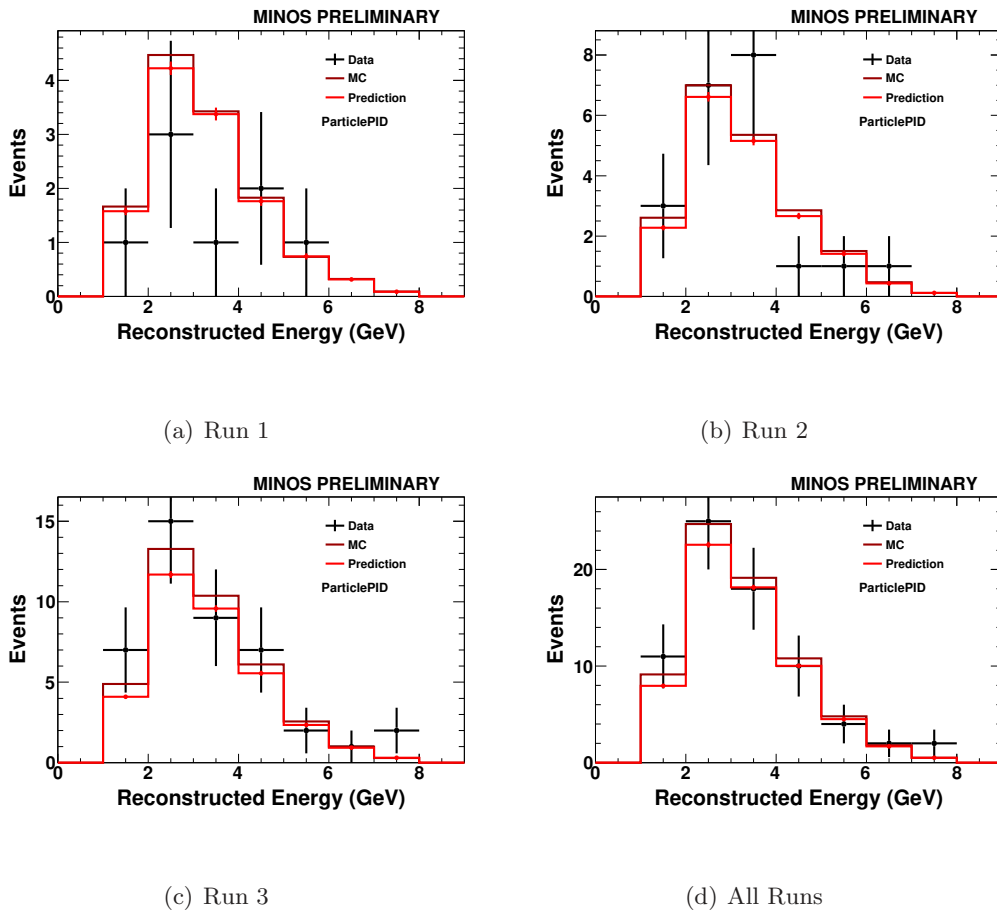 MINOS PRELIMINARY
Data
MC
Prediction
ParticlePID
Events
4
3
2
1
0
0 2 4 6 8
Reconstructed Energy (GeV)
(a) Run 1
MINOS PRELIMINARY
Data
MC
Prediction
ParticlePID
Events
8
6
4
2
0
0 2 4 6 8
Reconstructed Energy (GeV)
(b) Run 2
MINOS PRELIMINARY
Data
MC
Prediction
ParticlePID
Events
15
10
5
0
0 2 4 6 8
Reconstructed Energy (GeV)
(c) Run 3
MINOS PRELIMINARY
Data
MC
Prediction
ParticlePID
Events
20
10
0
0 2 4 6 8
Reconstructed Energy (GeV)
(d) All Runs